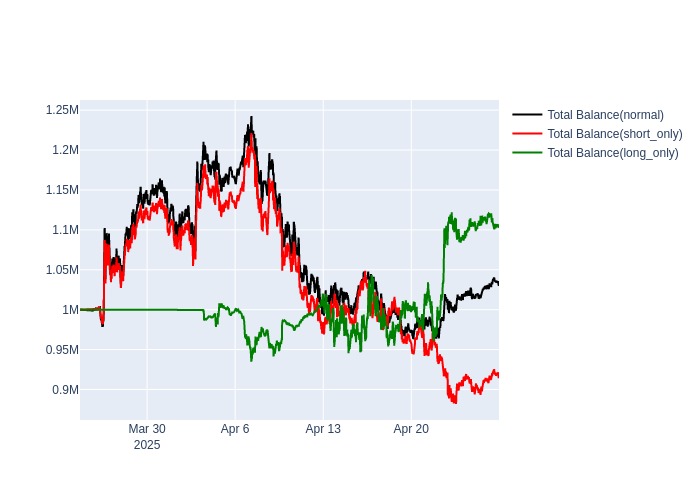 1.25M
1.2M
1.15M
1.1M
1.05M
1M
0.95M
0.9M
Mar 30
2025
Apr 6
Apr 13
Apr 20
Total Balance(normal)
Total Balance(short_only)
Total Balance(long_only)